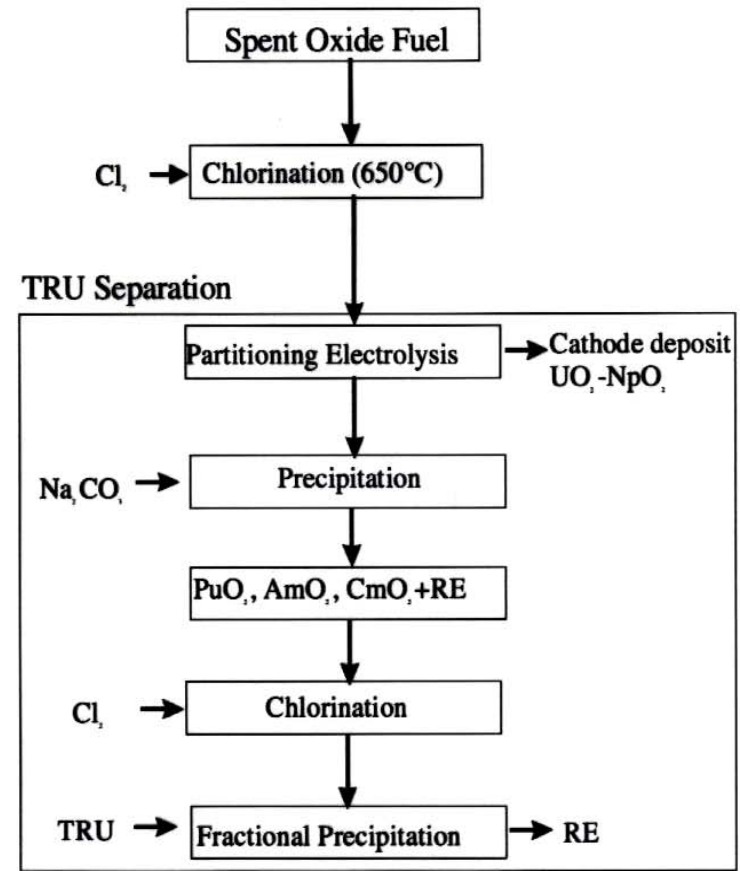 Spent Oxide Fuel
Cl₂
Chlorination (650°C)
TRU Separation
Partitioning Electrolysis
Cathode deposit
UO₂-NpO₂
Na₂CO₃
Precipitation
PuO₂, AmO₂, CmO₂+RE
Cl₂
Chlorination
TRU
Fractional Precipitation
RE